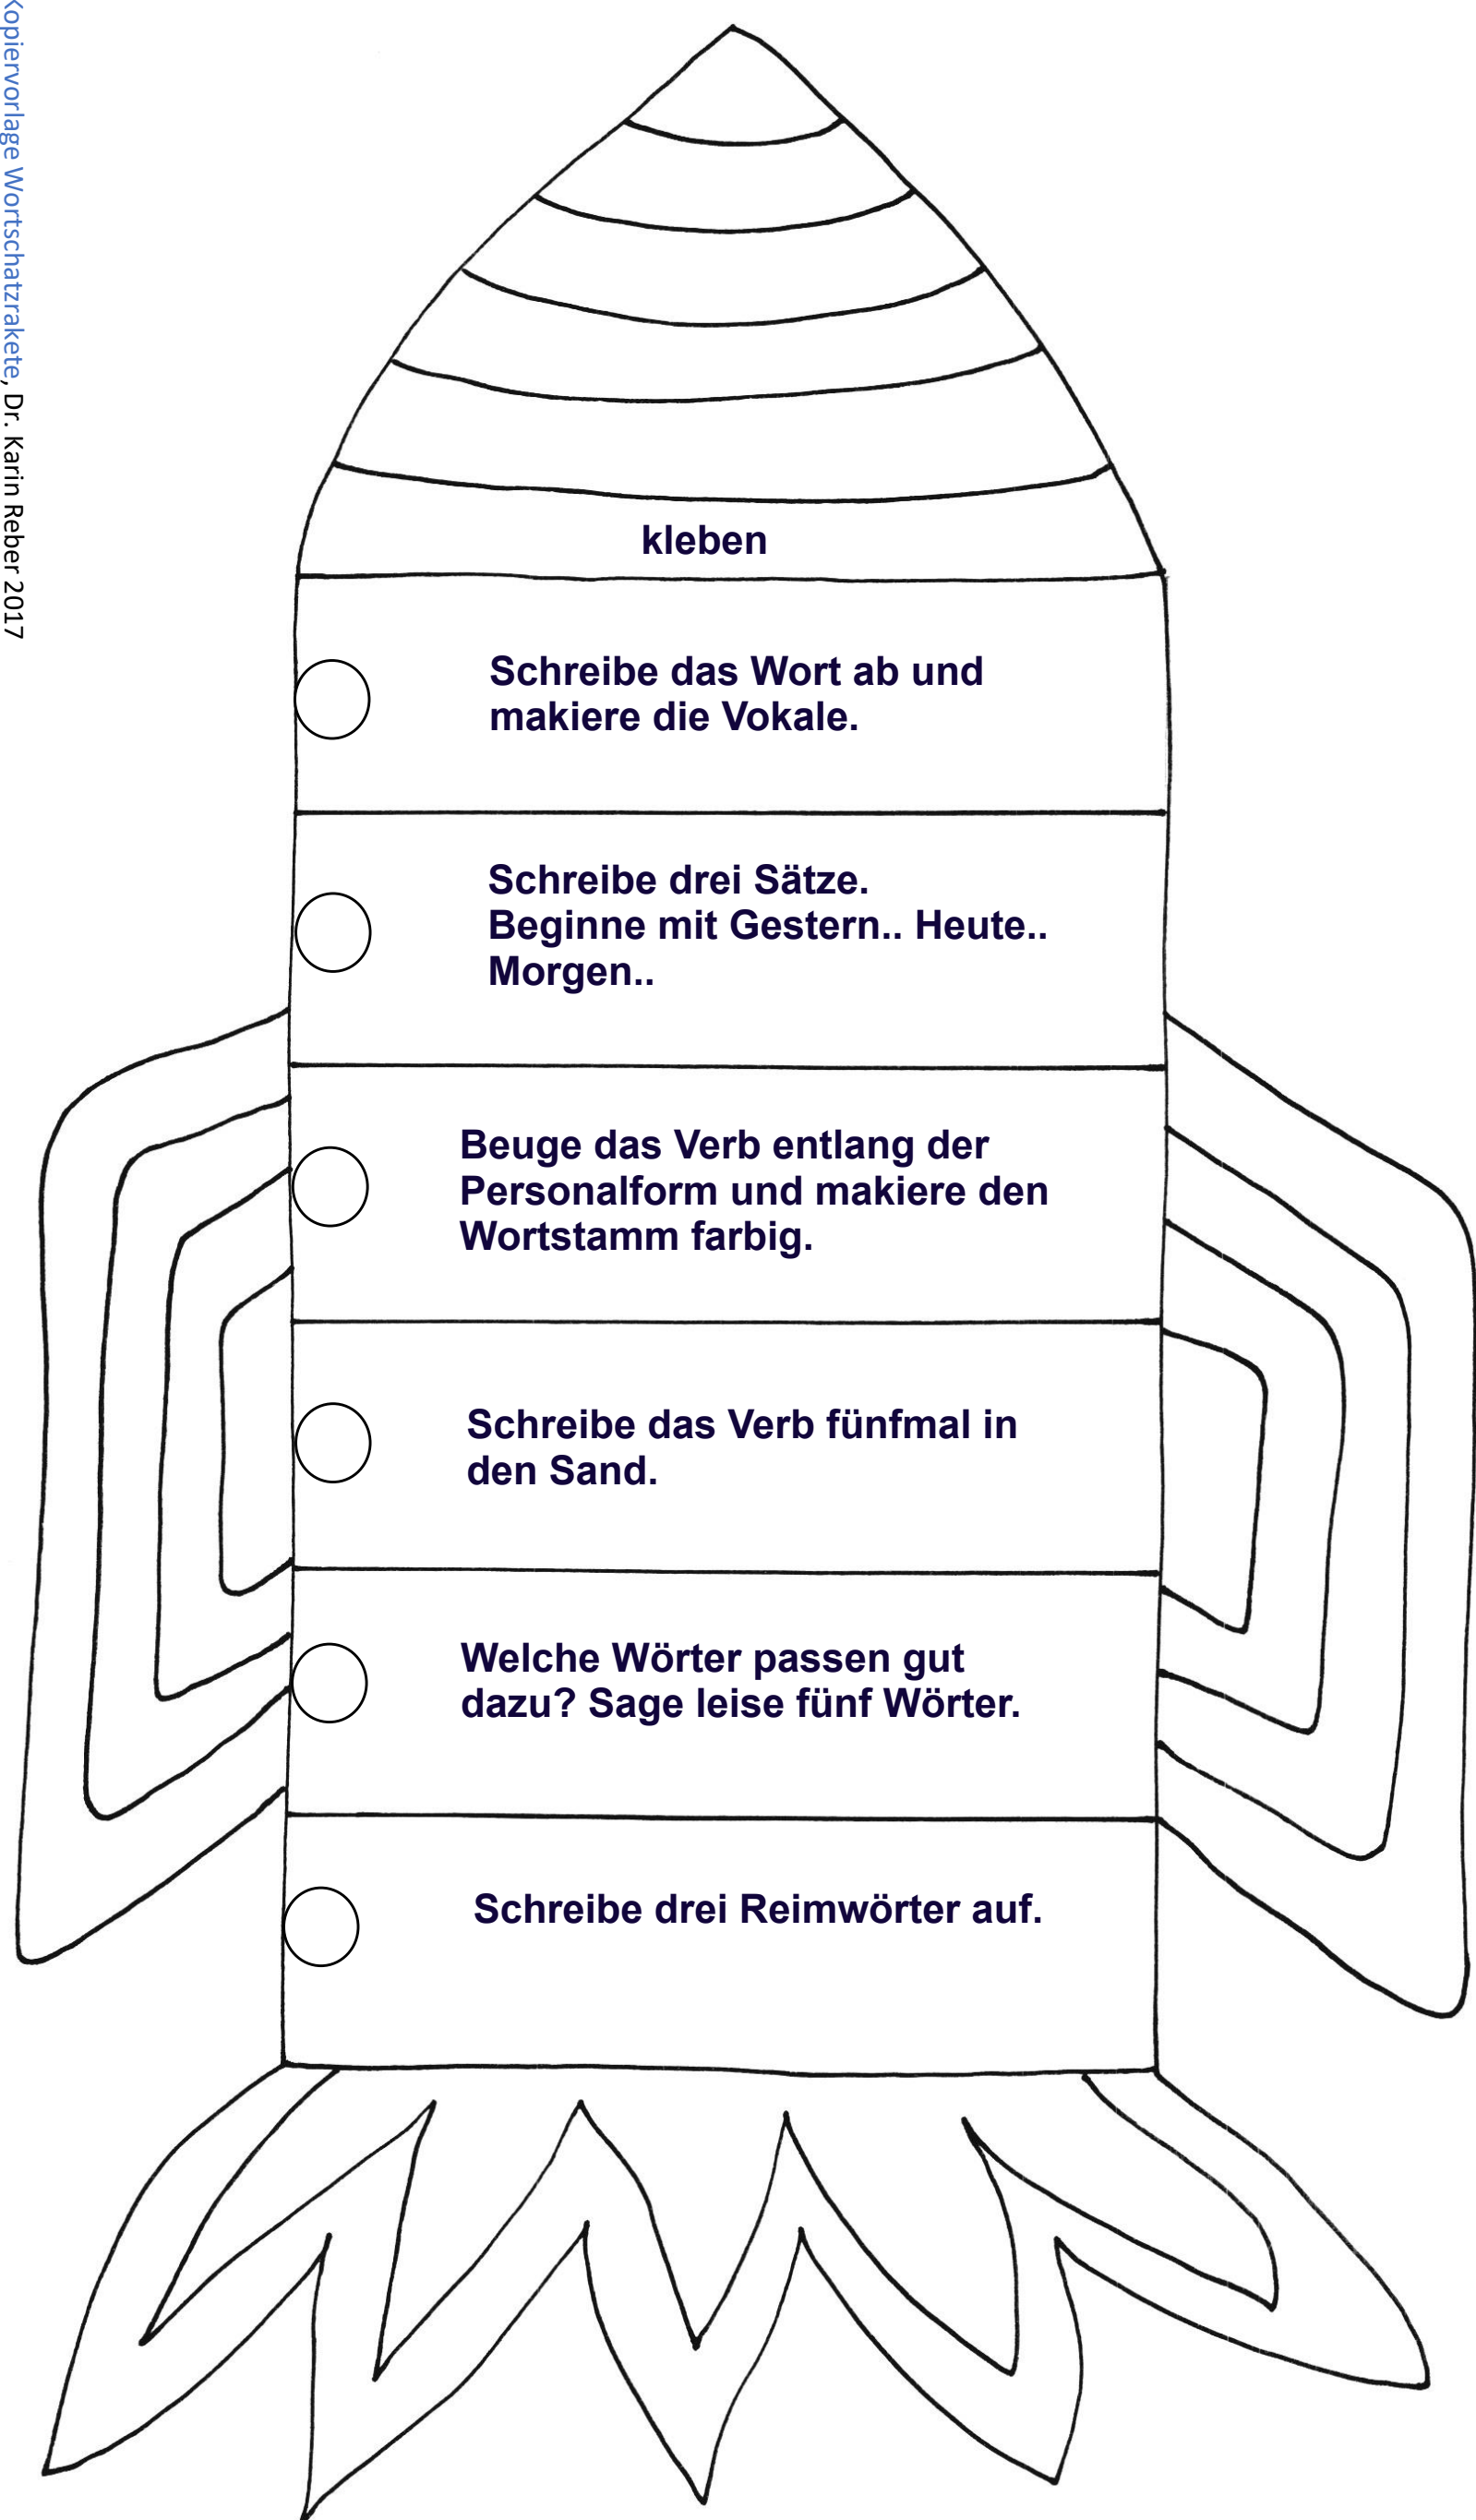 Kopiervorlage Wortschatzrakete, Dr. Karin Reber 2017
kleben
Schreibe das Wort ab und
makiere die Vokale.
Schreibe drei Sätze.
Beginne mit Gestern.. Heute..
Morgen..
Beuge das Verb entlang der
Personalform und makiere den
Wortstamm farbig.
Schreibe das Verb fünfmal in
den Sand.
Welche Wörter passen gut
dazu? Sage leise fünf Wörter.
Schreibe drei Reimwörter auf.